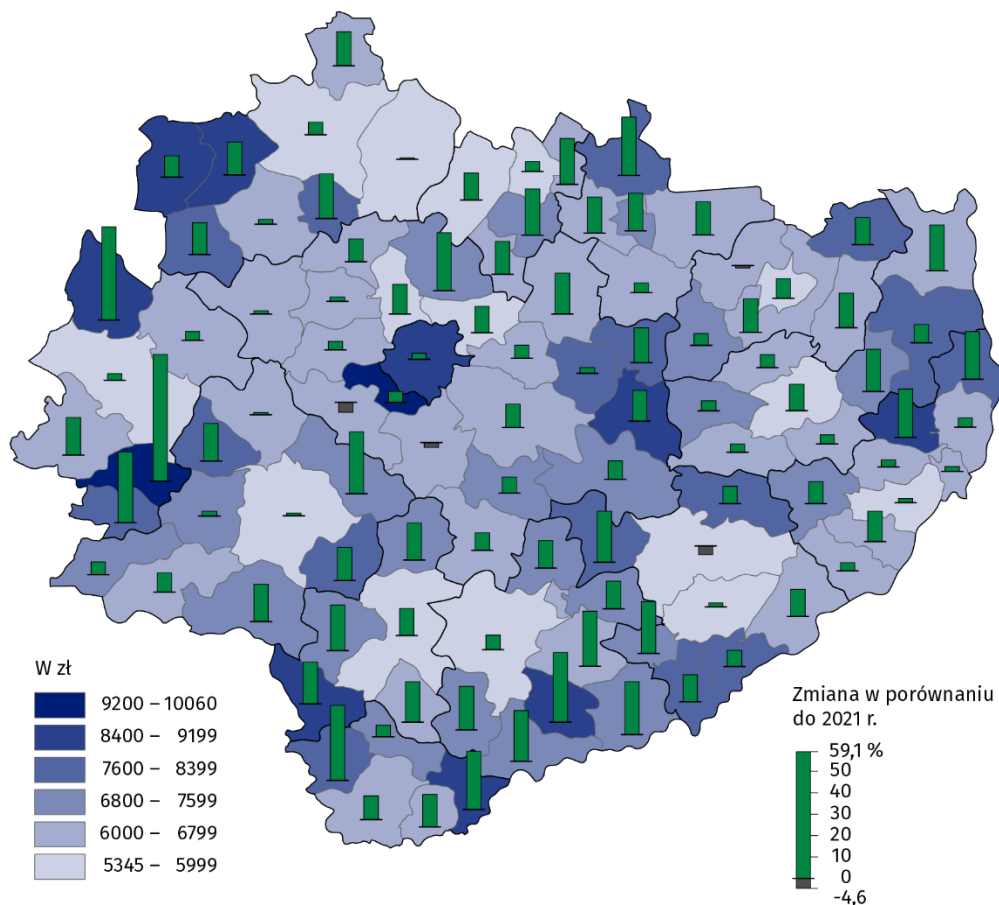 W zł
9200 – 10060
8400 – 9199
7600 – 8399
6800 – 7599
6000 – 6799
5345 – 5999
Zmiana w porównaniu
do 2021 r.
59,1 %
50
40
30
20
10
0
-4,6